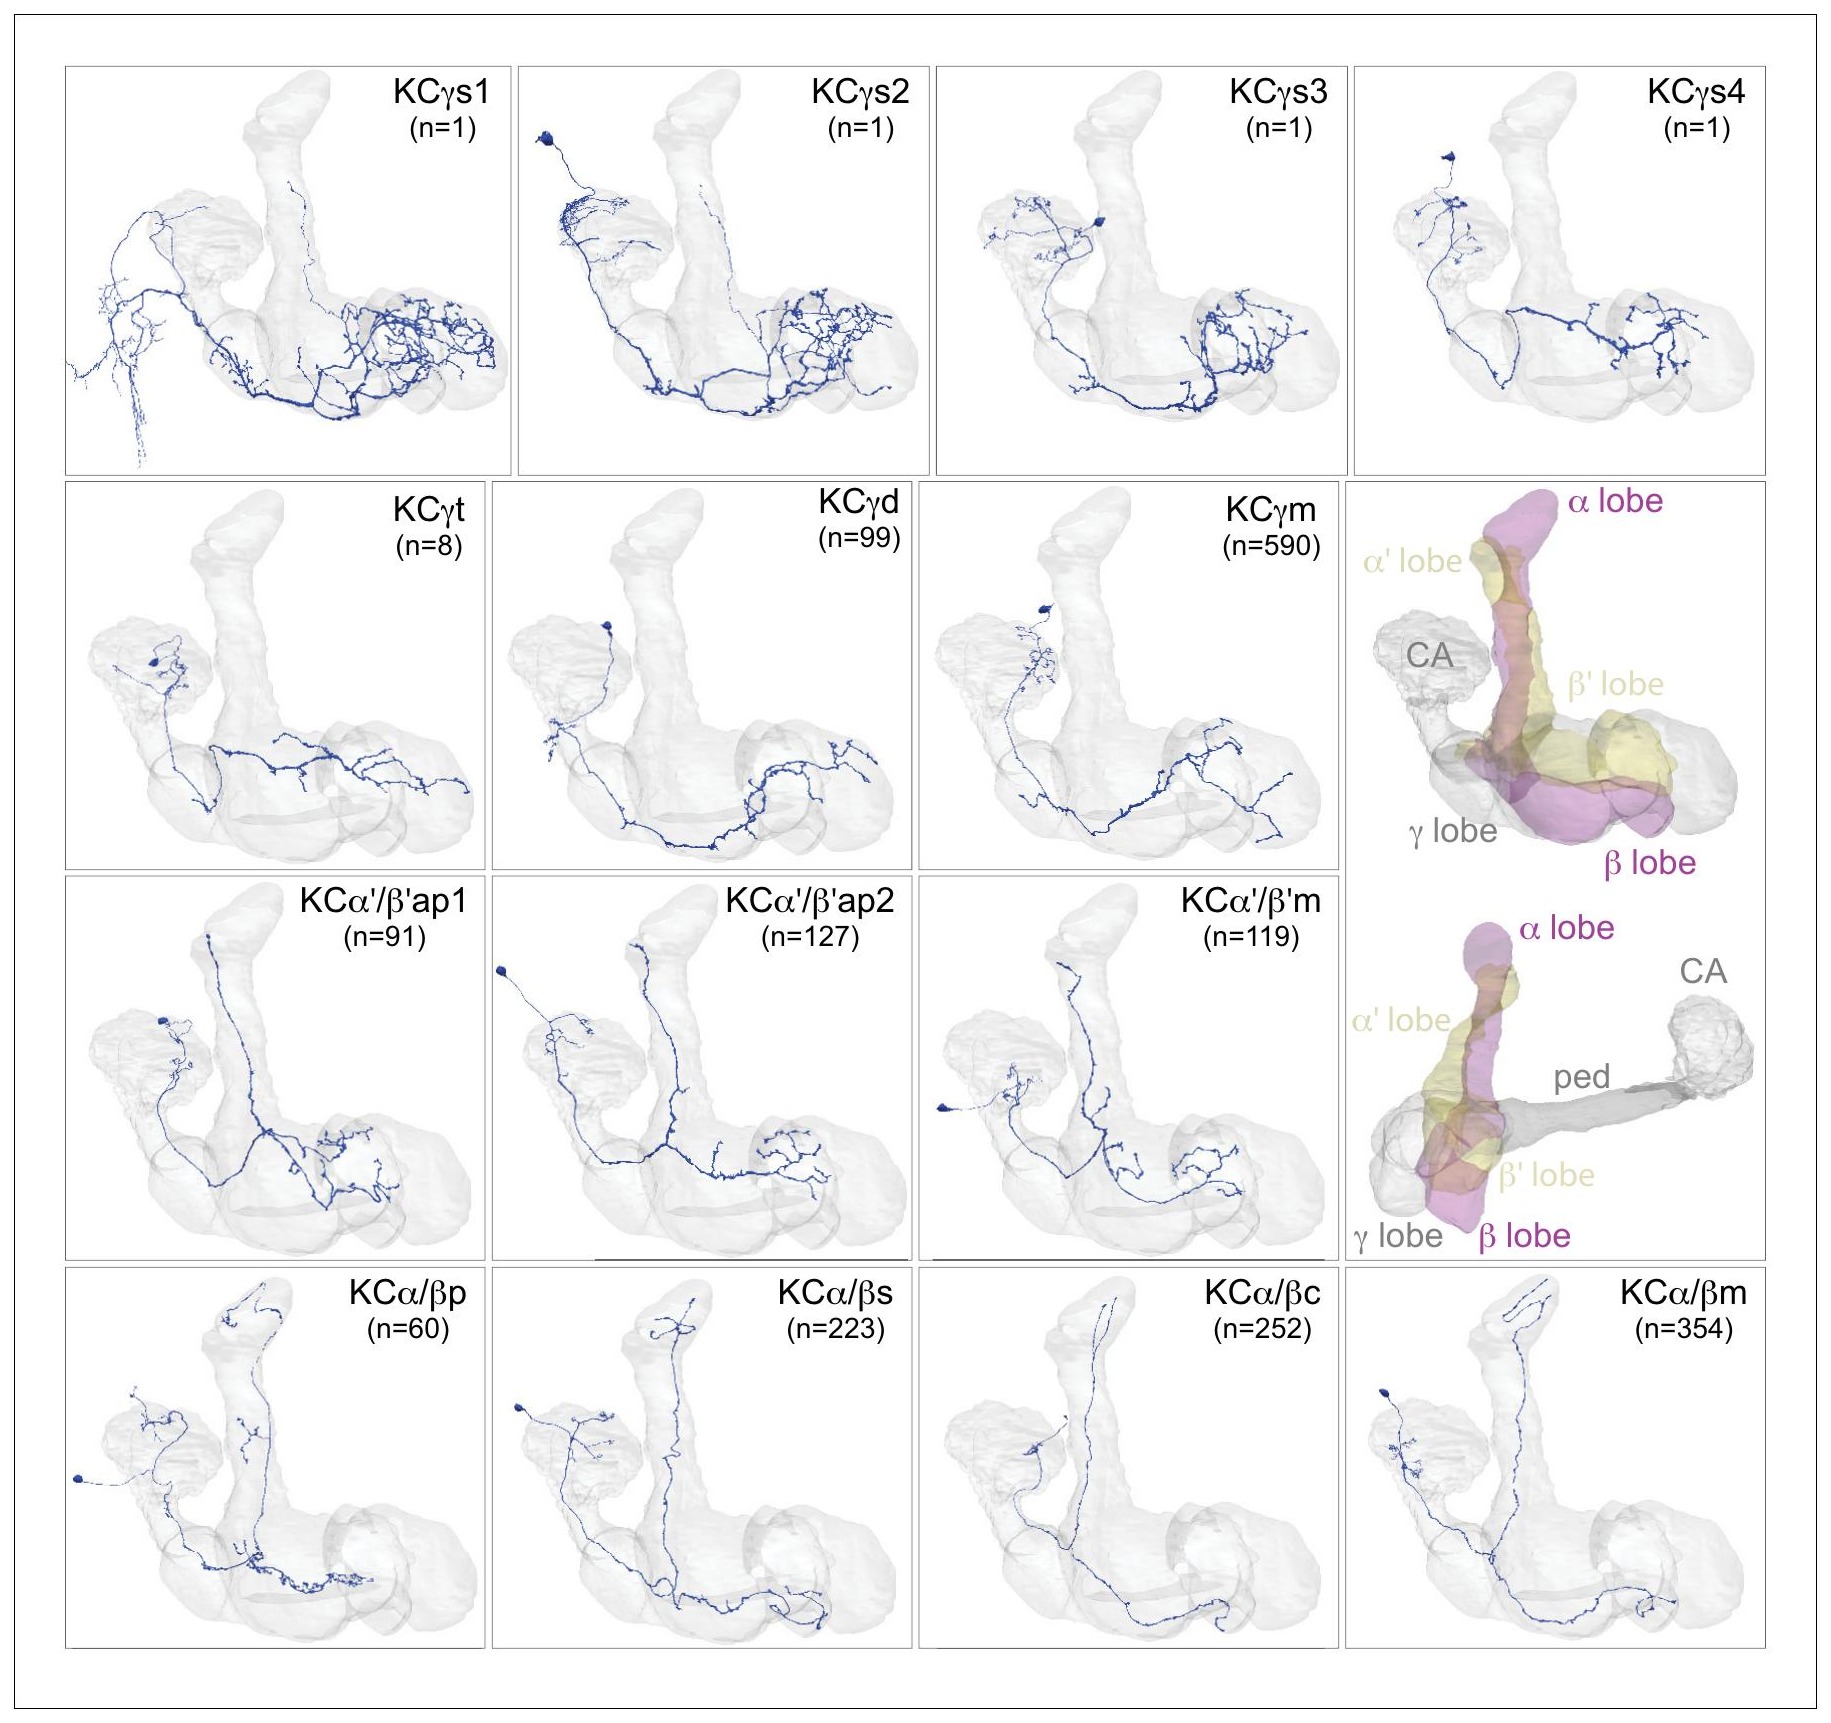 KCγs1
(n=1)
KCγs2
(n=1)
KCγs3
(n=1)
KCγs4
(n=1)
KCγt
(n=8)
KCγd
(n=99)
KCγm
(n=590)
α lobe
α' lobe
CA
β' lobe
γ lobe
β lobe
KCα'/β'ap1
(n=91)
KCα'/β'ap2
(n=127)
KCα'/β'm
(n=119)
α lobe
CA
α' lobe
ped
β' lobe
γ lobe
β lobe
KCα/βp
(n=60)
KCα/βs
(n=223)
KCα/βc
(n=252)
KCα/βm
(n=354)